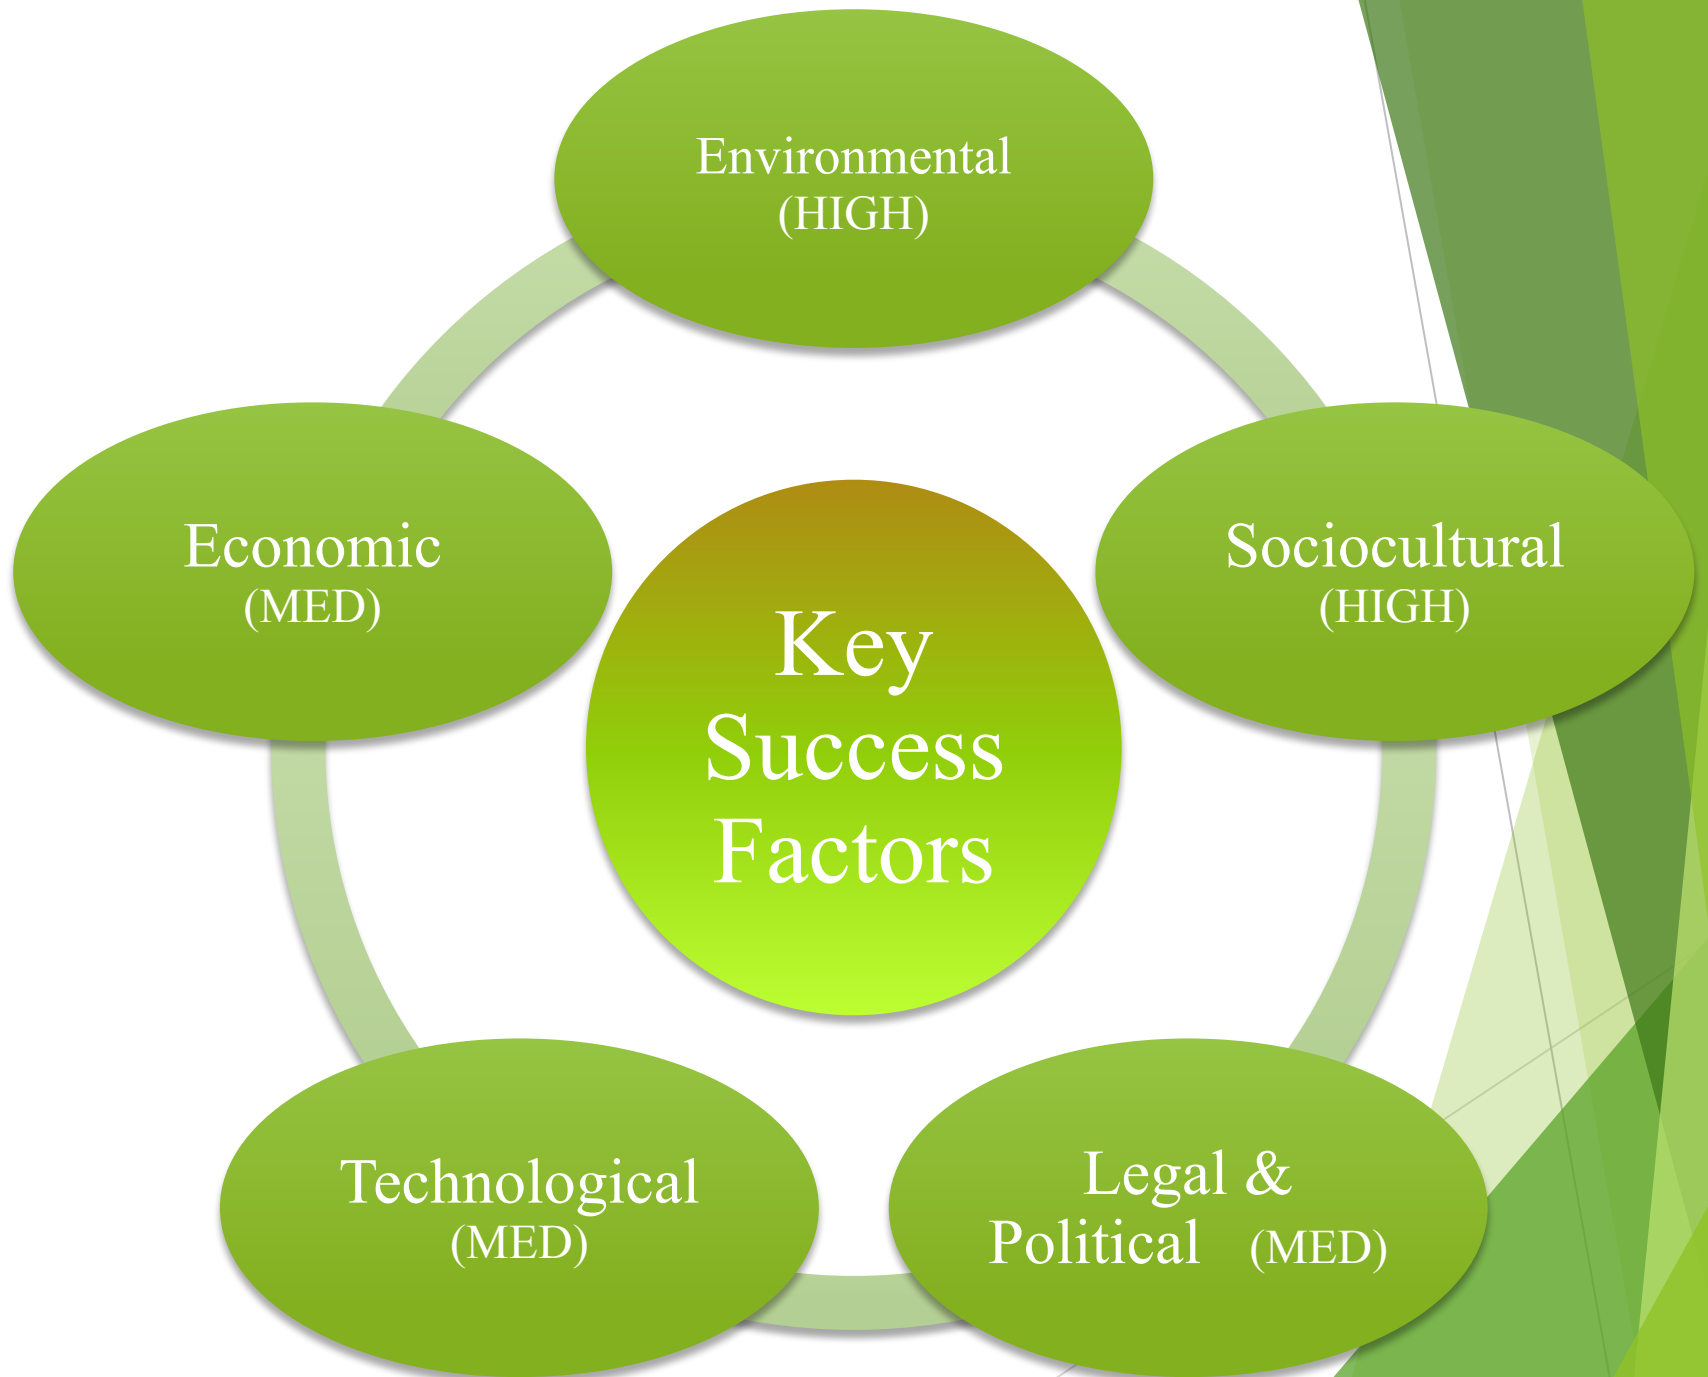 Environmental
(HIGH)
Economic
(MED)
Sociocultural
(HIGH)
Key
Success
Factors
Technological
(MED)
Legal &
Political (MED)